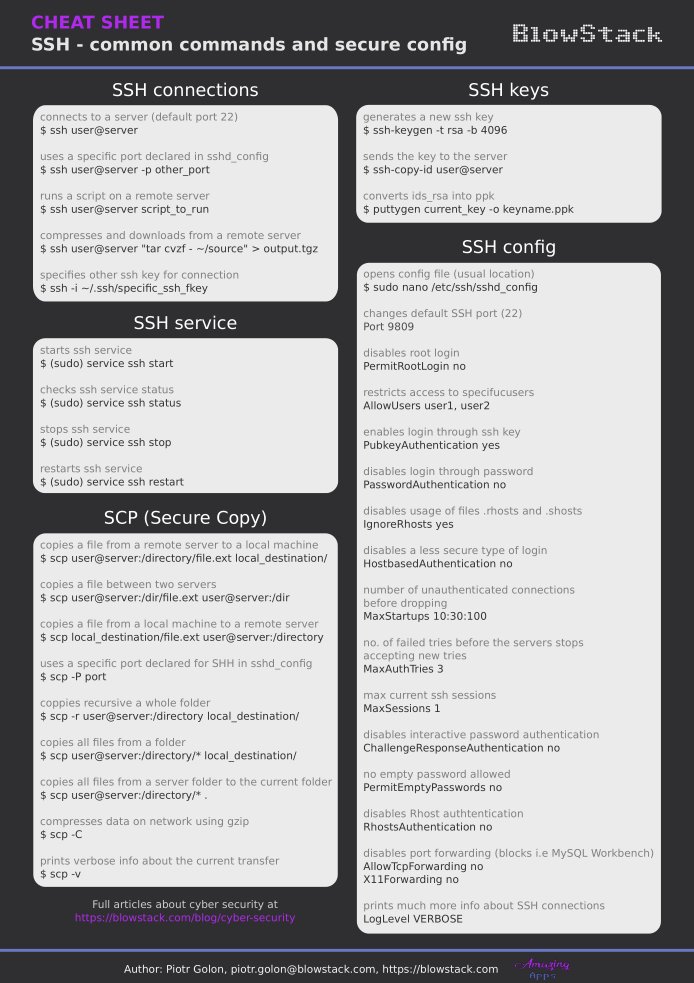 CHEAT SHEET
SSH - common commands and secure config
BlowStack
SSH connections
connects to a server (default port 22)
$ ssh user@server
uses a specific port declared in sshd_config
$ ssh user@server -p other_port
runs a script on a remote server
$ ssh user@server script_to_run
compresses and downloads from a remote server
$ ssh user@server "tar cvzf - ~/source" > output.tgz
specifies other ssh key for connection
$ ssh -i ~/.ssh/specific_ssh_fkey
SSH service
starts ssh service
$ (sudo) service ssh start
checks ssh service status
$ (sudo) service ssh status
stops ssh service
$ (sudo) service ssh stop
restarts ssh service
$ (sudo) service ssh restart
SCP (Secure Copy)
copies a file from a remote server to a local machine
$ scp user@server:/directory/file.ext local_destination/
copies a file between two servers
$ scp user@server:/dir/file.ext user@server:/dir
copies a file from a local machine to a remote server
$ scp local_destination/file.ext user@server:/directory
uses a specific port declared for SHH in sshd_config
$ scp -P port
coppies recursive a whole folder
$ scp -r user@server:/directory local_destination/
copies all files from a folder
$ scp user@server:/directory/* local_destination/
copies all files from a server folder to the current folder
$ scp user@server:/directory/* .
compresses data on network using gzip
$ scp -C
prints verbose info about the current transfer
$ scp -v
Full articles about cyber security at
https://blowstack.com/blog/cyber-security
SSH keys
generates a new ssh key
$ ssh-keygen -t rsa -b 4096
sends the key to the server
$ ssh-copy-id user@server
converts ids_rsa into ppk
$ puttygen current_key -o keyname.ppk
SSH config
opens config file (usual location)
$ sudo nano /etc/ssh/sshd_config
changes default SSH port (22)
Port 9809
disables root login
PermitRootLogin no
restricts access to specifucusers
AllowUsers user1, user2
enables login through ssh key
PubkeyAuthentication yes
disables login through password
PasswordAuthentication no
disables usage of files .rhosts and .shosts
IgnoreRhosts yes
disables a less secure type of login
HostbasedAuthentication no
number of unauthenticated connections
before dropping
MaxStartups 10:30:100
no. of failed tries before the servers stops
accepting new tries
MaxAuthTries 3
max current ssh sessions
MaxSessions 1
disables interactive password authentication
ChallengeResponseAuthentication no
no empty password allowed
PermitEmptyPasswords no
disables Rhost authtentication
RhostsAuthentication no
disables port forwarding (blocks i.e MySQL Workbench)
AllowTcpForwarding no
X11Forwarding no
prints much more info about SSH connections
LogLevel VERBOSE
Author: Piotr Golon, piotr.golon@blowstack.com, https://blowstack.com
Amazing
Apps